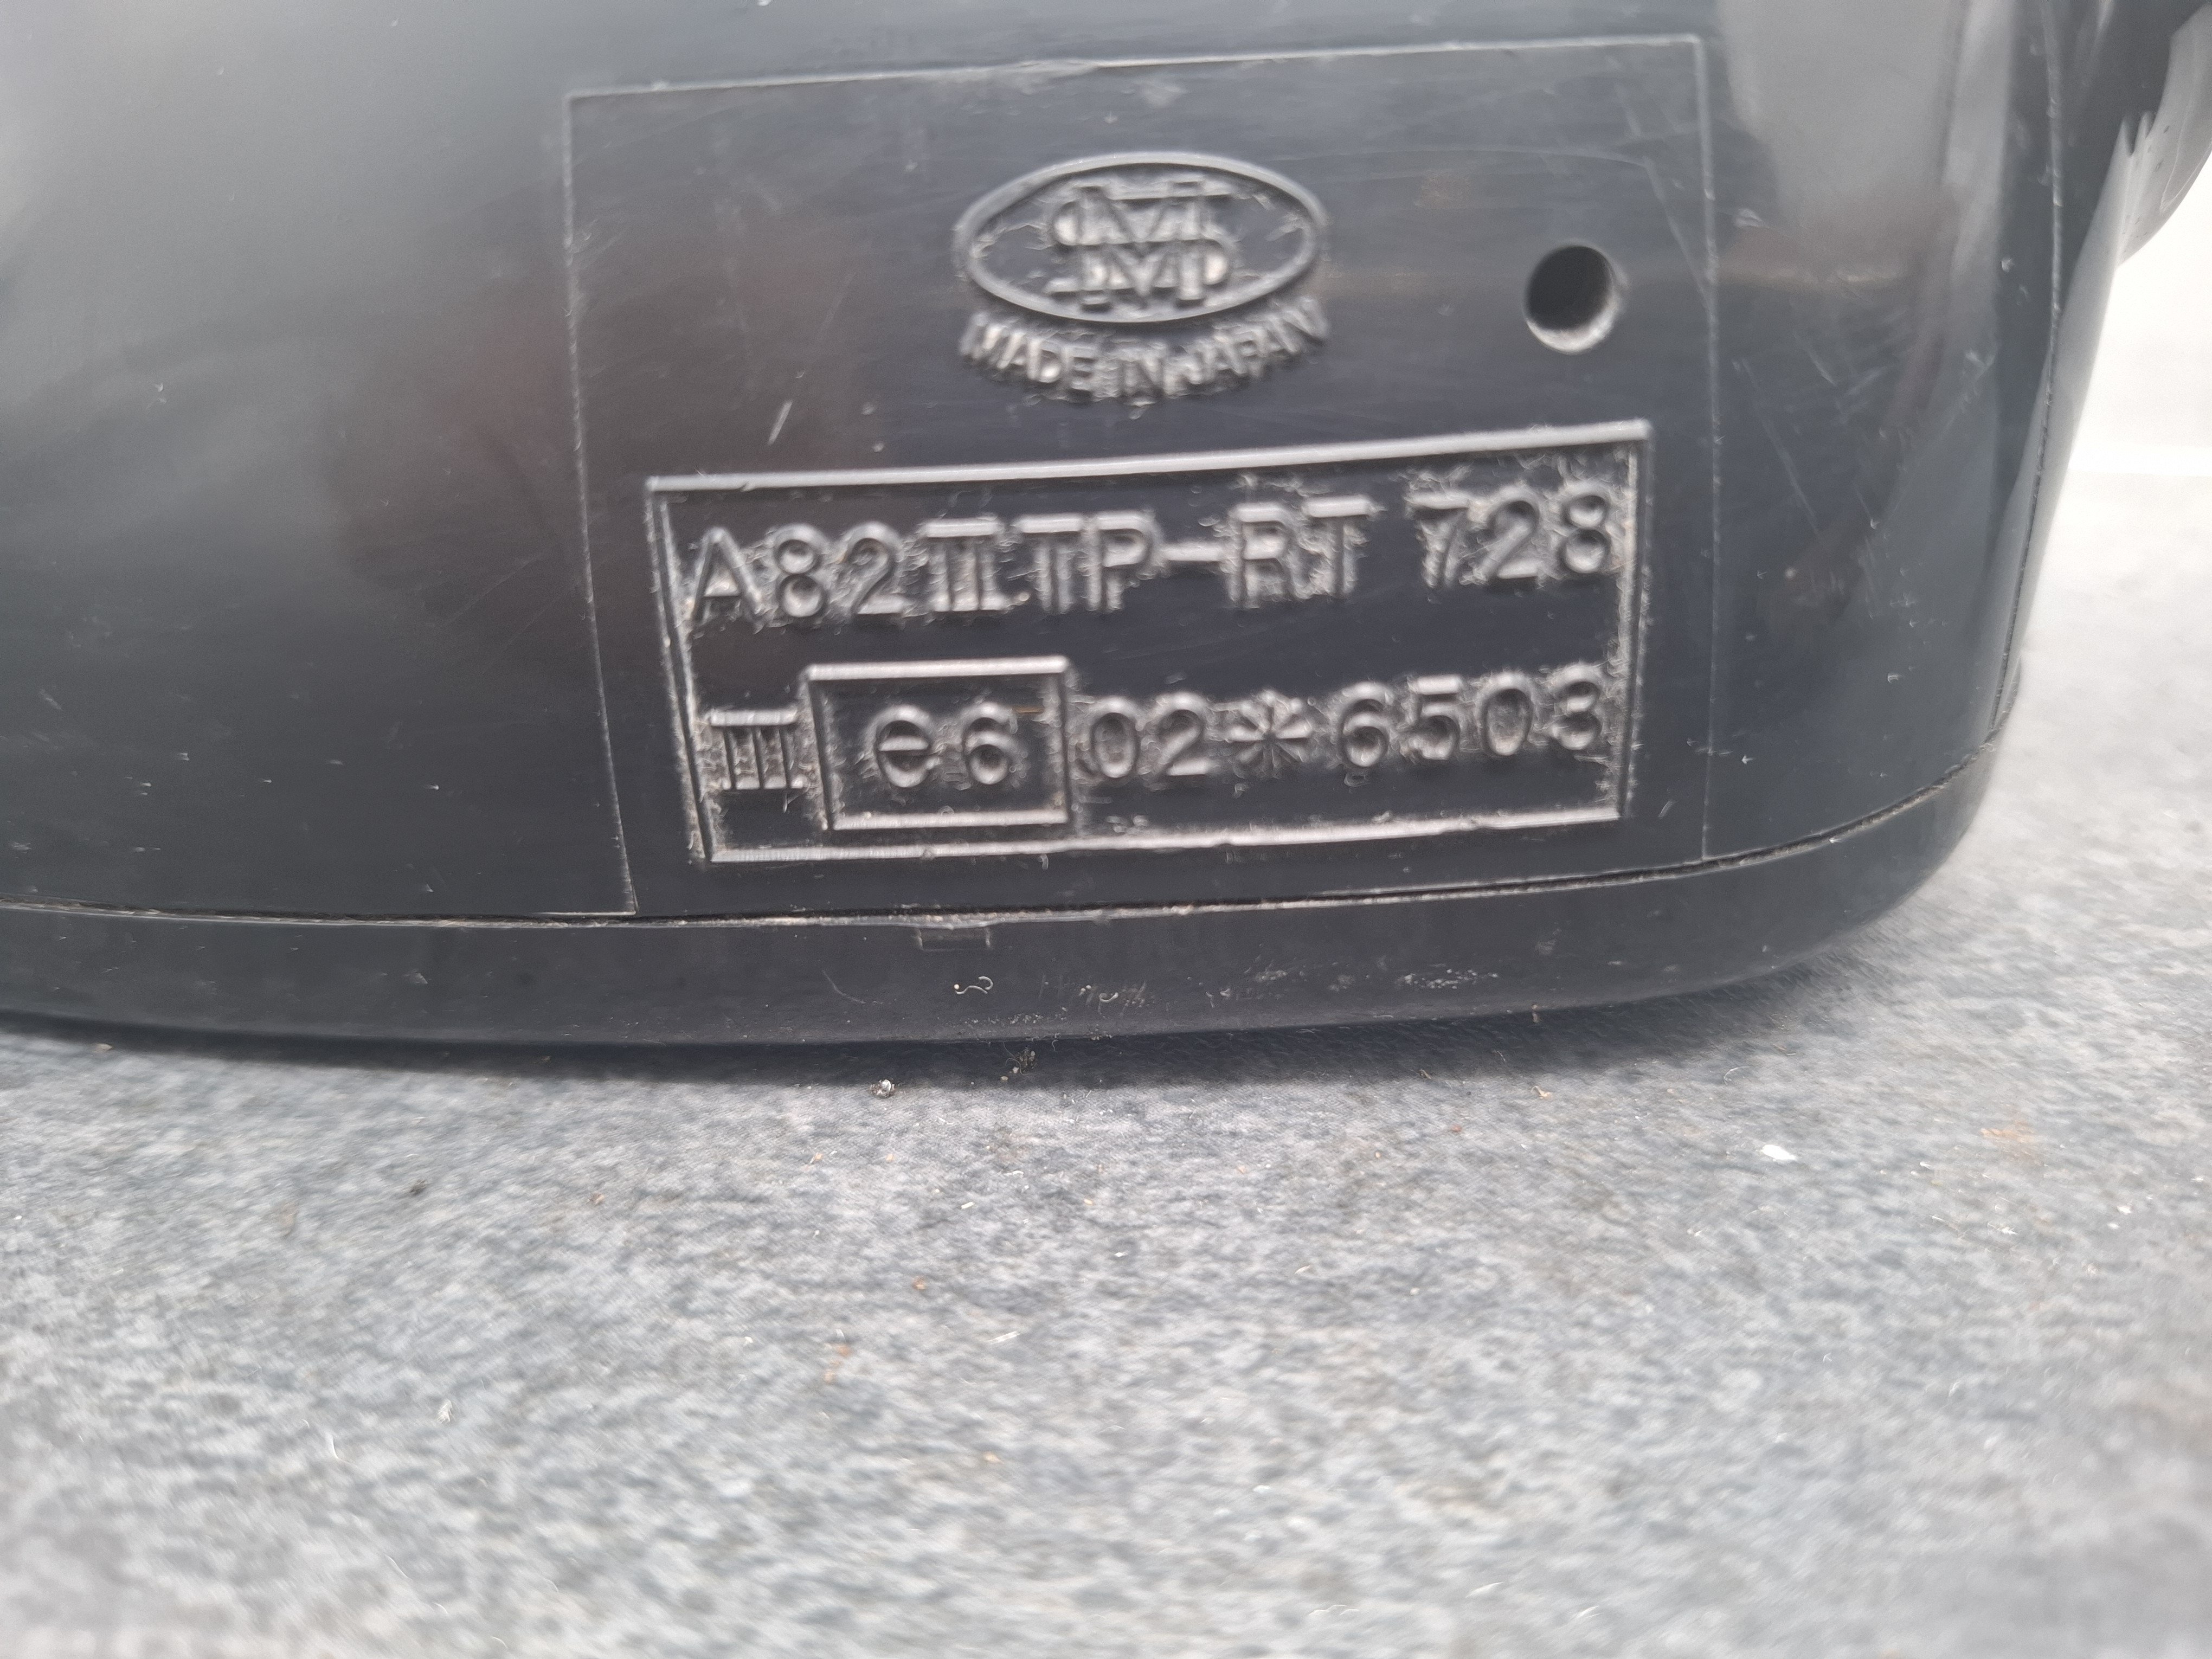 MADE IN JAPAN
A82ⅡTP-RT 728
Ⅲ e6 02*6503